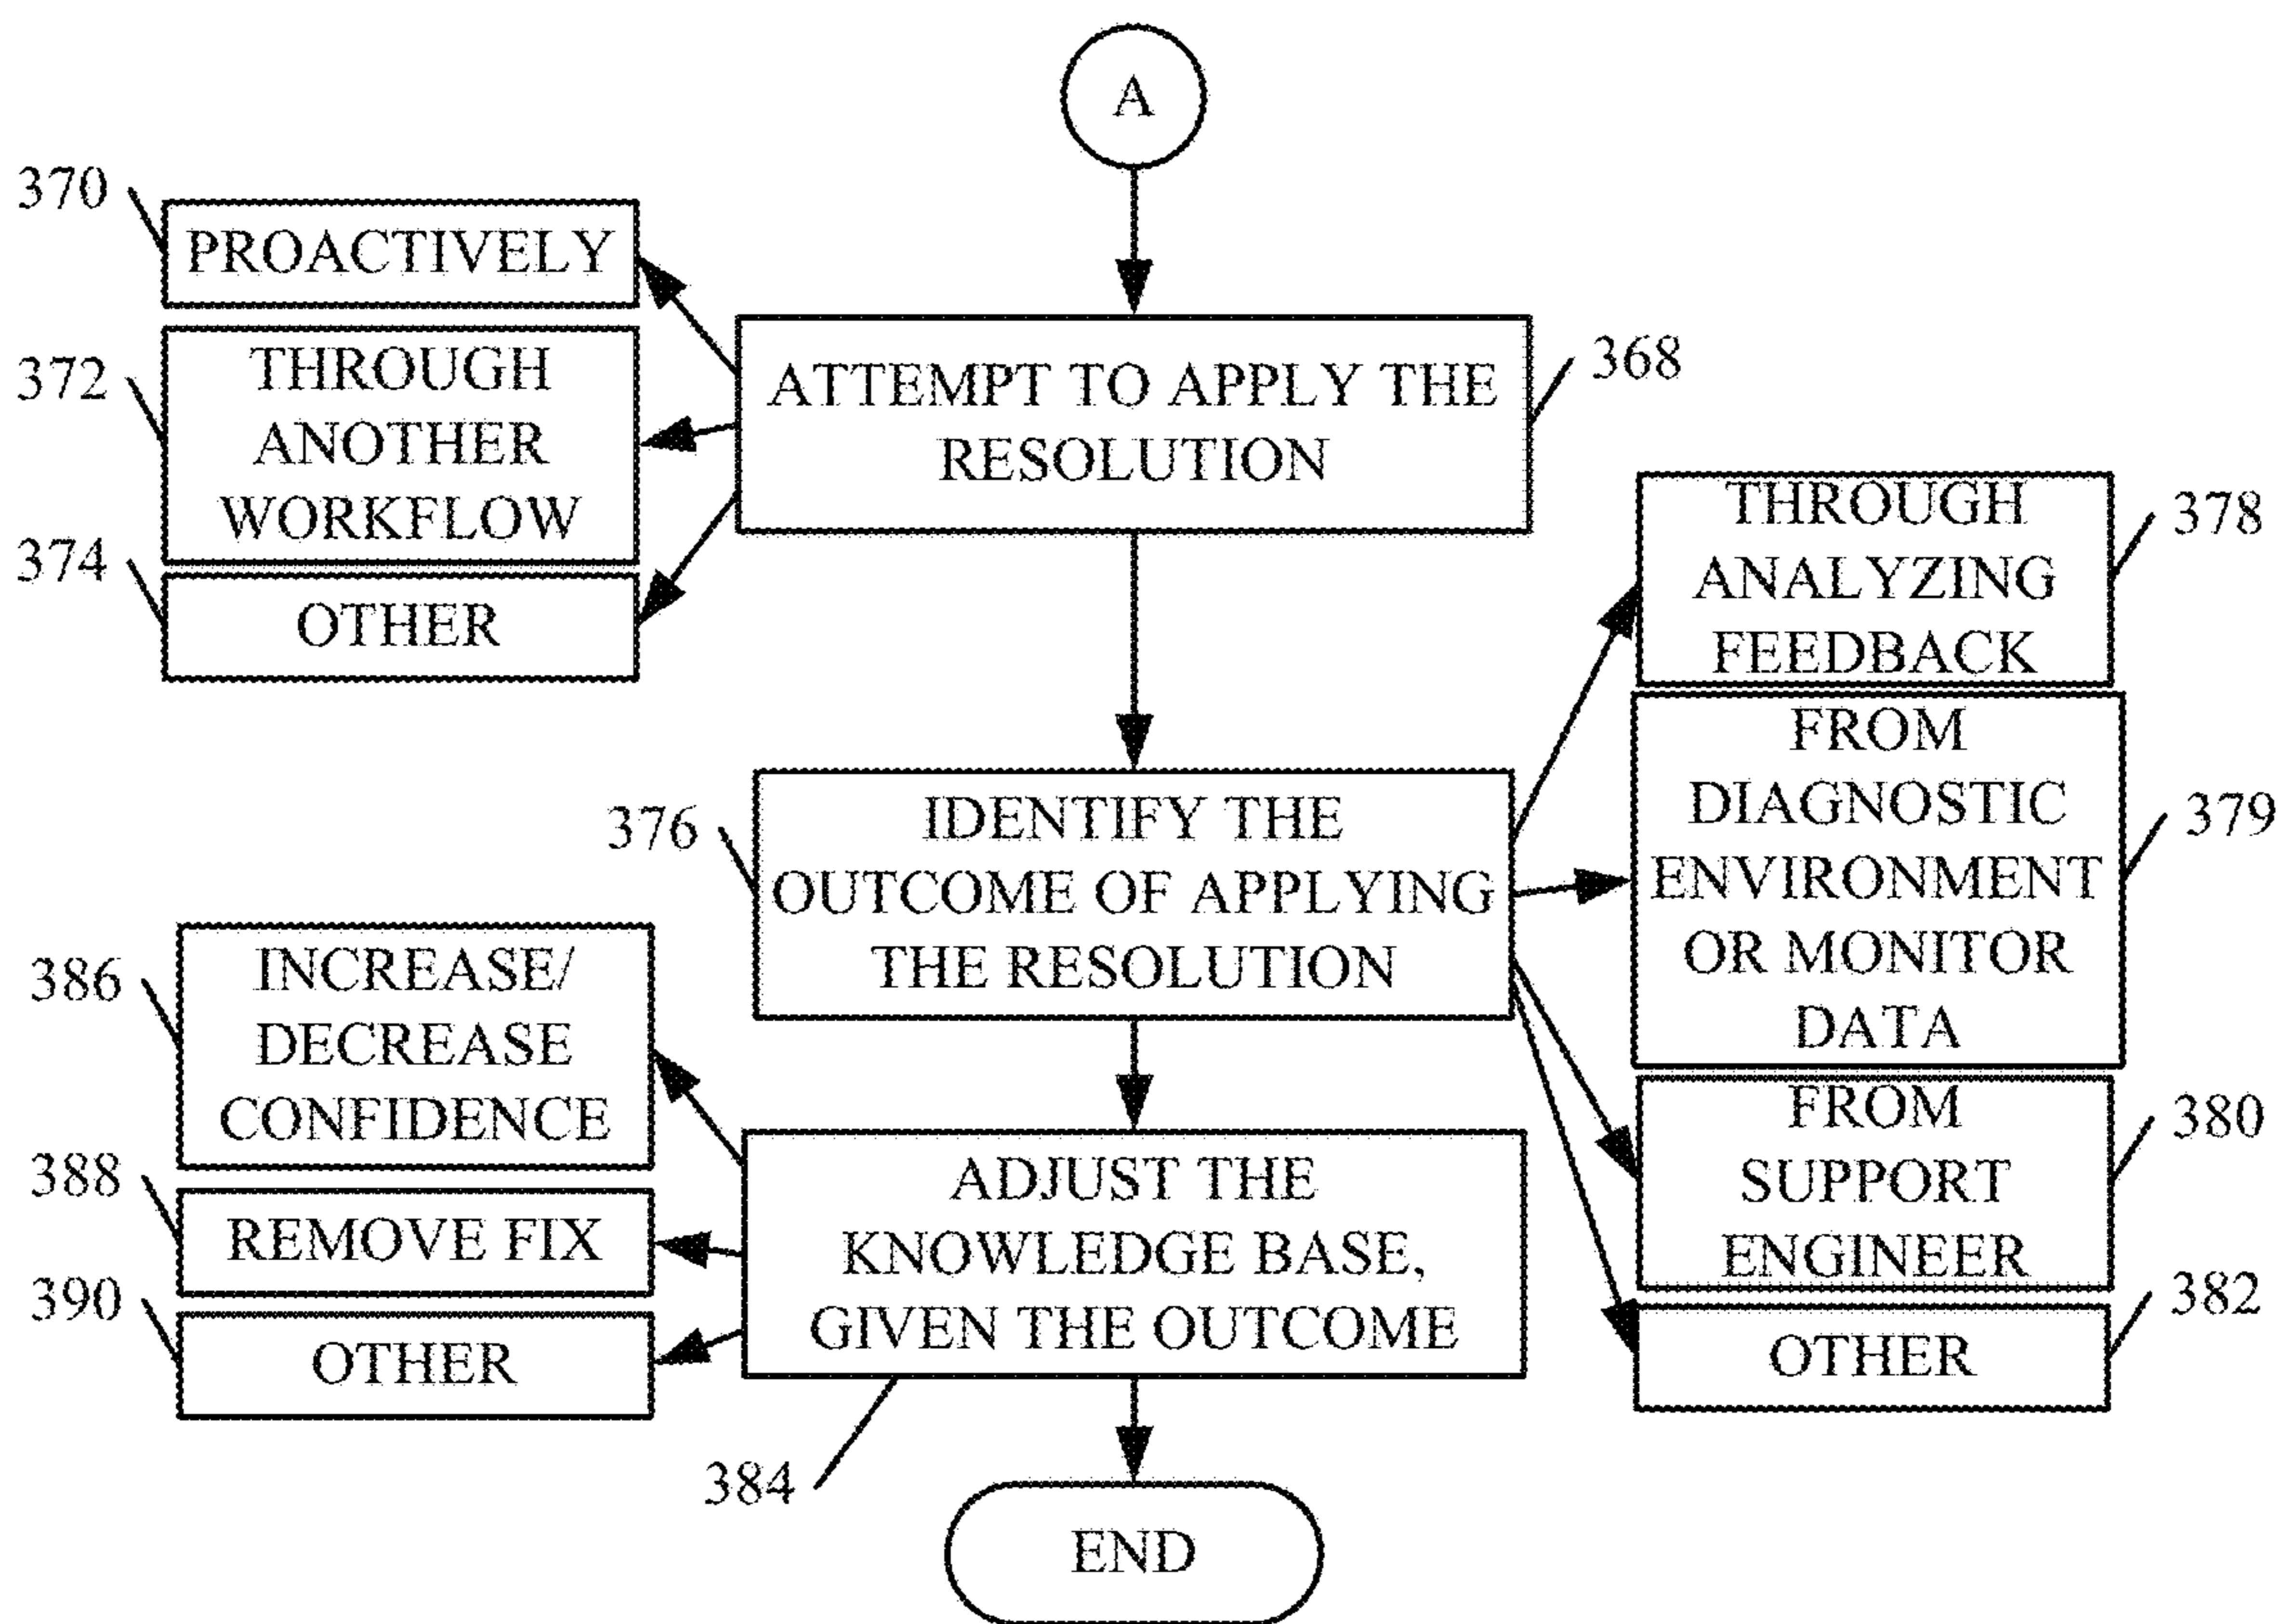 A
370
PROACTIVELY
372
THROUGH
ANOTHER
WORKFLOW
374
OTHER
ATTEMPT TO APPLY THE
RESOLUTION
368
THROUGH
ANALYZING
FEEDBACK
378
FROM
DIAGNOSTIC
ENVIRONMENT
OR MONITOR
DATA
379
376
IDENTIFY THE
OUTCOME OF APPLYING
THE RESOLUTION
FROM
SUPPORT
ENGINEER
380
OTHER
382
386
INCREASE/
DECREASE
CONFIDENCE
388
REMOVE FIX
390
OTHER
ADJUST THE
KNOWLEDGE BASE,
GIVEN THE OUTCOME
384
END